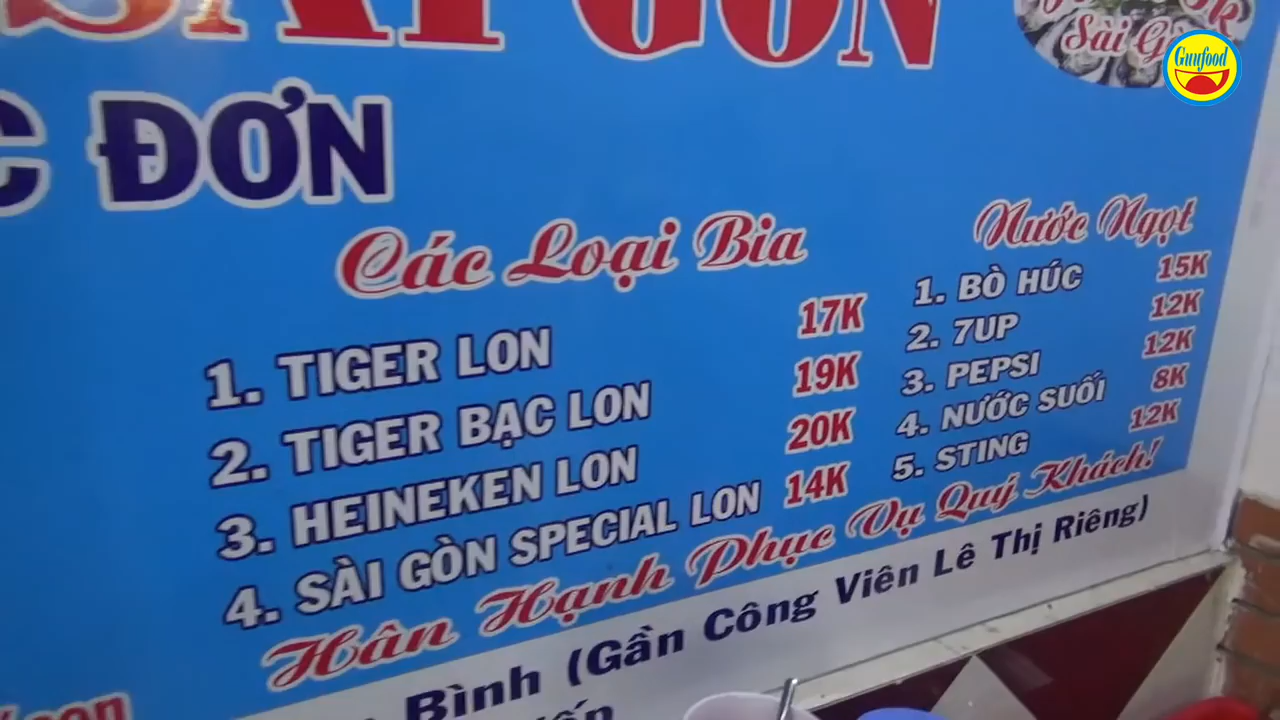 SÀI GÒN
Sài G
Gunfood
C ĐƠN
Các Loại Bia
1. TIGER LON 17K
2. TIGER BẠC LON 19K
3. HEINEKEN LON 20K
4. SÀI GÒN SPECIAL LON 14K
Nước Ngọt
1. BÒ HÚC 15K
2. 7UP 12K
3. PEPSI 12K
4. NƯỚC SUỐI 8K
5. STING 12K
Hân Hạnh Phục Vụ Quý Khách!
Bình (Gần Công Viên Lê Thị Riêng)